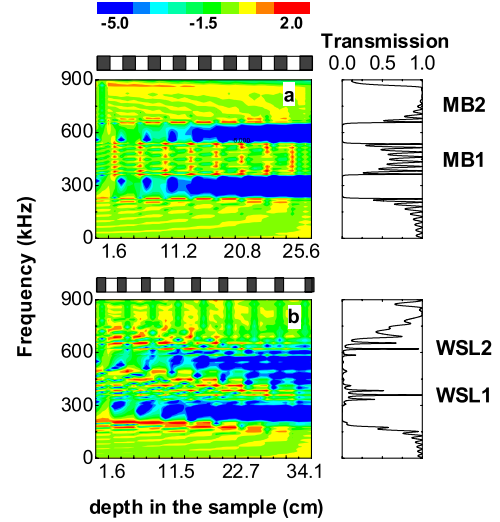 -5.0 -1.5 2.0
Transmission
0.0 0.5 1.0
900
600
300
0
a
MB2
MB1
1.6 11.2 20.8 25.6
Frequency (kHz)
900
600
300
0
b
WSL2
WSL1
1.6 11.5 22.7 34.1
depth in the sample (cm)